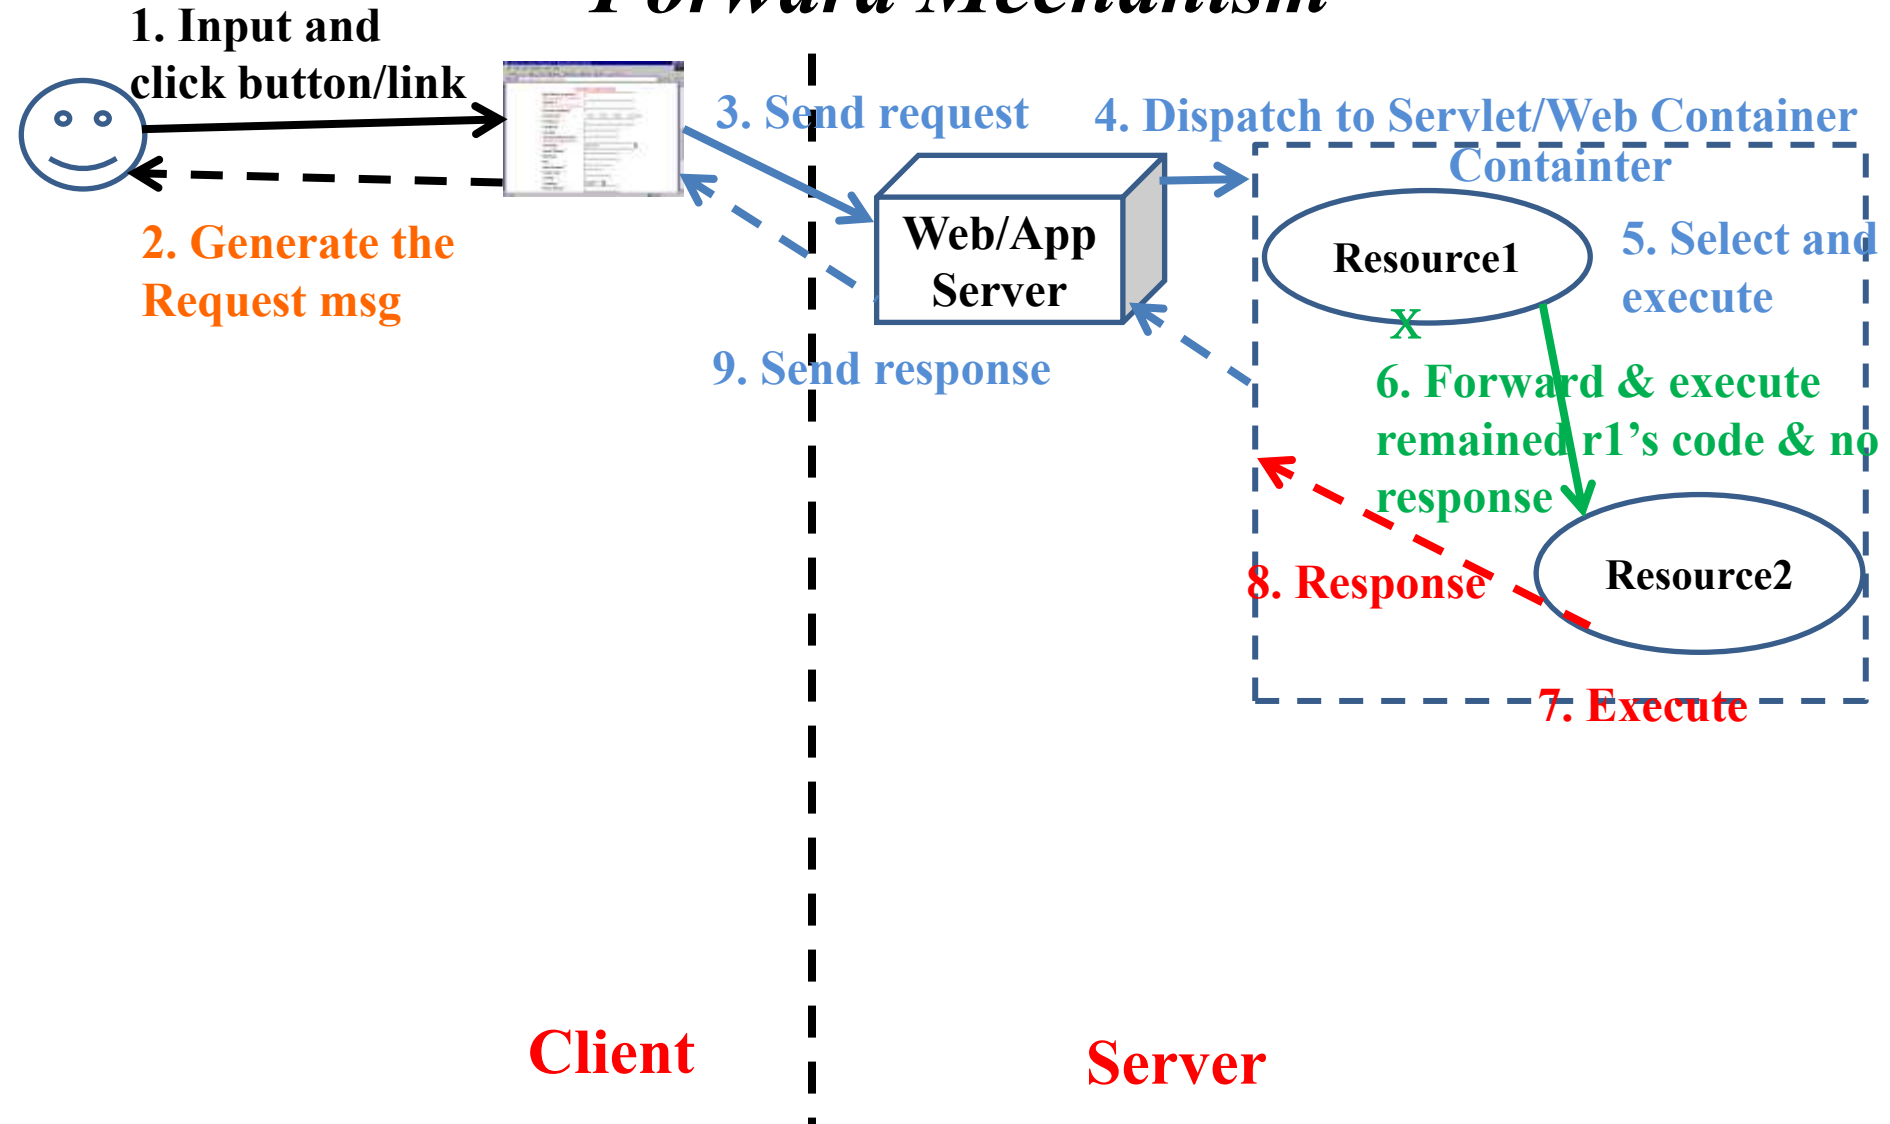 Forward Mechanism
1. Input and
click button/link
3. Send request
4. Dispatch to Servlet/Web Container
Containter
2. Generate the
Request msg
Web/App
Server
Resource1
5. Select and
execute
x
9. Send response
6. Forward & execute
remained r1’s code & no
response
8. Response
Resource2
7. Execute
Client
Server